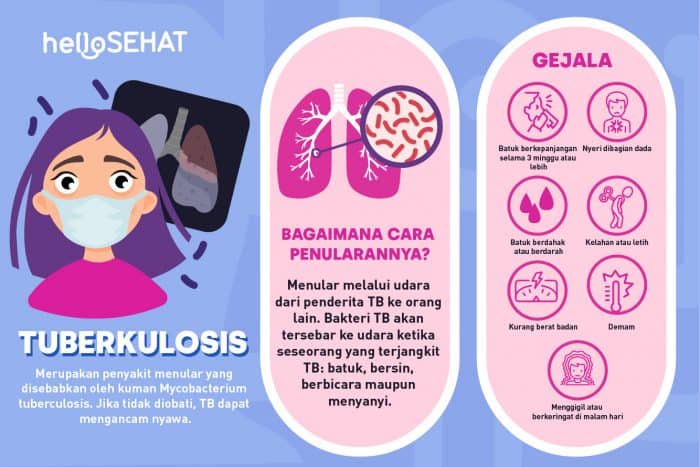 hello SEHAT
TUBERKULOSIS
Merupakan penyakit menular yang
disebabkan oleh kuman Mycobacterium
tuberculosis. Jika tidak diobati, TB dapat
mengancam nyawa.
BAGAIMANA CARA
PENULARANNYA?
Menular melalui udara
dari penderita TB ke orang
lain. Bakteri TB akan
tersebar ke udara ketika
seseorang yang terjangkit
TB: batuk, bersin,
berbicara maupun
menyanyi.
GEJALA
Batuk berkepanjangan
selama 3 minggu atau
lebih
Nyeri dibagian dada
Batuk berdahak
atau berdarah
Kelahan atau letih
Kurang berat badan
Demam
Menggigil atau
berkeringat di malam hari